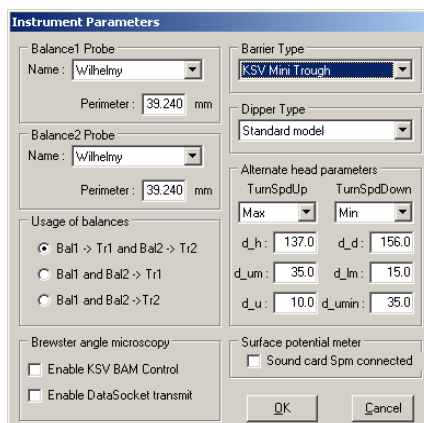 Instrument Parameters
Balance1 Probe
Name : Wilhelmy
Perimeter : 39.240 mm
Balance2 Probe
Name : Wilhelmy
Perimeter : 39.240 mm
Usage of balances
Bal1 -> Tr1 and Bal2 -> Tr2
Bal1 and Bal2 -> Tr1
Bal1 and Bal2 ->Tr2
Brewster angle microscopy
Enable KSV BAM Control
Enable DataSocket transmit
Barrier Type
KSV Mini Trough
Dipper Type
Standard model
Alternate head parameters
TurnSpdUp TurnSpdDown
Max Min
d_h : 137.0 d_d : 156.0
d_um : 35.0 d_lm : 15.0
d_u : 10.0 d_umin : 35.0
Surface potential meter
Sound card Spm connected
OK Cancel